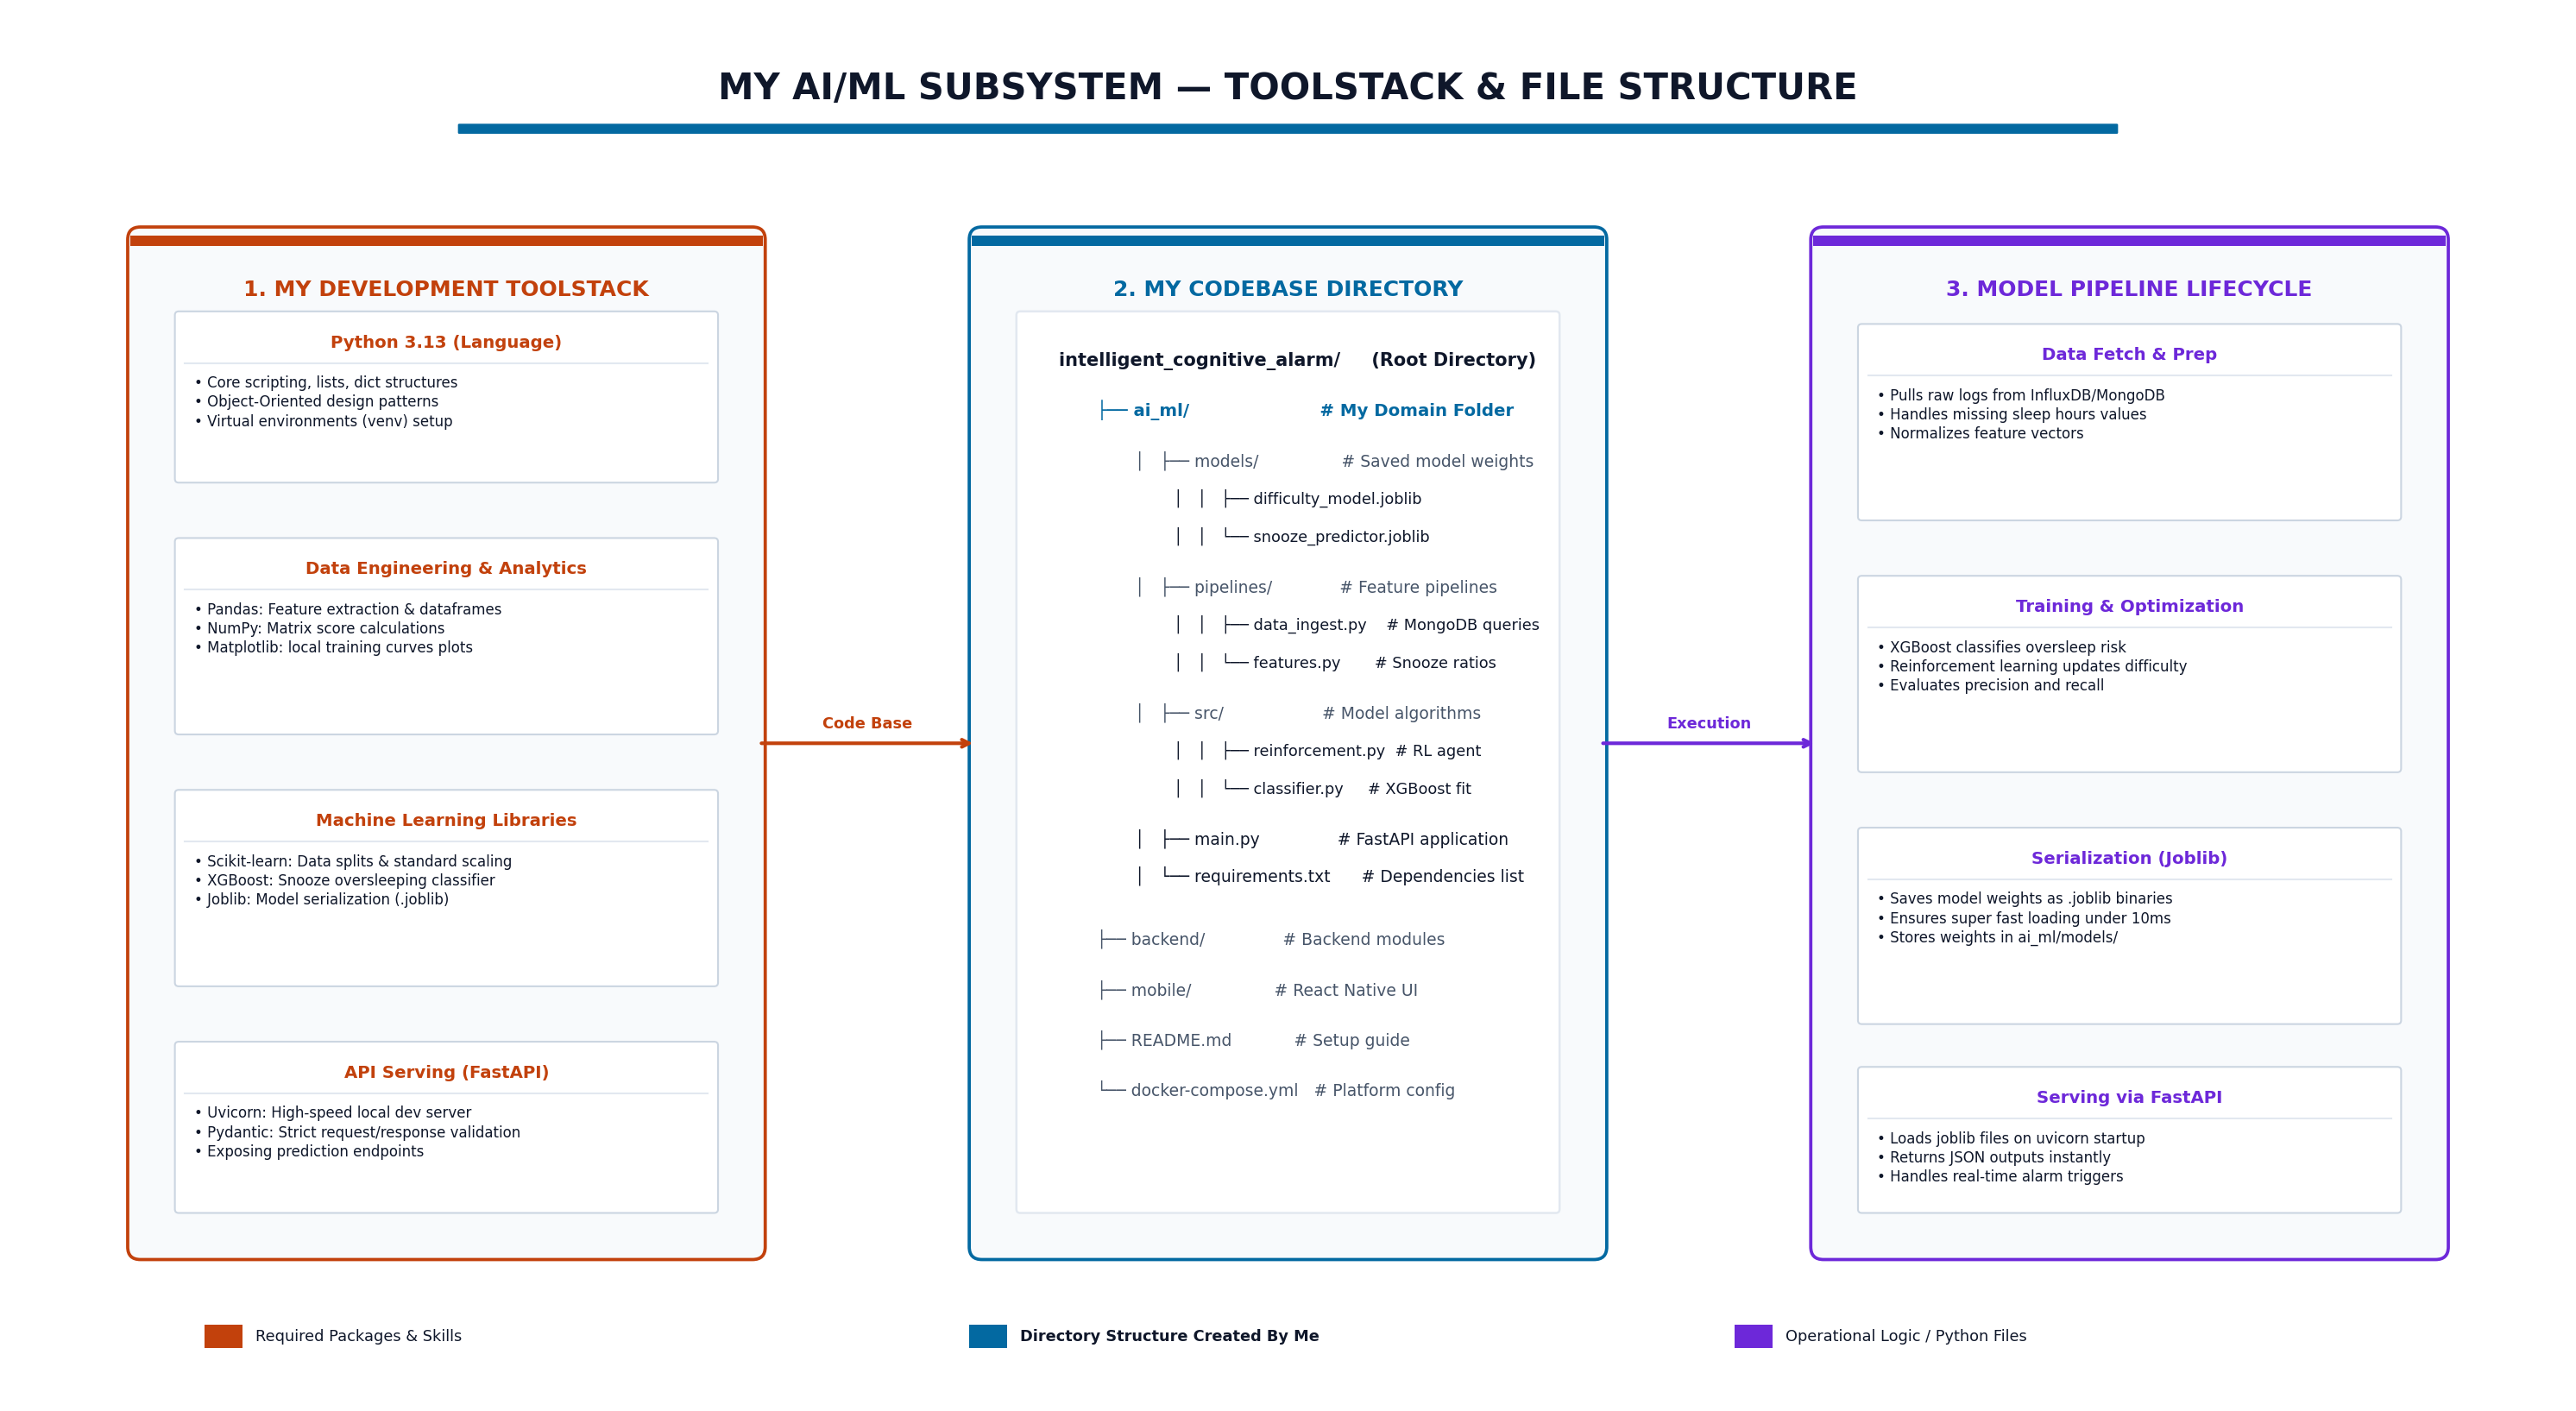 MY AI/ML SUBSYSTEM — TOOLSTACK & FILE STRUCTURE
1. MY DEVELOPMENT TOOLSTACK
Python 3.13 (Language)
• Core scripting, lists, dict structures
• Object-Oriented design patterns
• Virtual environments (venv) setup
Data Engineering & Analytics
• Pandas: Feature extraction & dataframes
• NumPy: Matrix score calculations
• Matplotlib: local training curves plots
Machine Learning Libraries
• Scikit-learn: Data splits & standard scaling
• XGBoost: Snooze oversleeping classifier
• Joblib: Model serialization (.joblib)
API Serving (FastAPI)
• Uvicorn: High-speed local dev server
• Pydantic: Strict request/response validation
• Exposing prediction endpoints
Code Base
2. MY CODEBASE DIRECTORY
intelligent_cognitive_alarm/ (Root Directory)
├── ai_ml/ # My Domain Folder
│ ├── models/ # Saved model weights
│ │ ├── difficulty_model.joblib
│ │ └── snooze_predictor.joblib
│ ├── pipelines/ # Feature pipelines
│ │ ├── data_ingest.py # MongoDB queries
│ │ └── features.py # Snooze ratios
│ ├── src/ # Model algorithms
│ │ ├── reinforcement.py # RL agent
│ │ └── classifier.py # XGBoost fit
│ ├── main.py # FastAPI application
│ └── requirements.txt # Dependencies list
├── backend/ # Backend modules
├── mobile/ # React Native UI
├── README.md # Setup guide
└── docker-compose.yml # Platform config
Execution
3. MODEL PIPELINE LIFECYCLE
Data Fetch & Prep
• Pulls raw logs from InfluxDB/MongoDB
• Handles missing sleep hours values
• Normalizes feature vectors
Training & Optimization
• XGBoost classifies oversleep risk
• Reinforcement learning updates difficulty
• Evaluates precision and recall
Serialization (Joblib)
• Saves model weights as .joblib binaries
• Ensures super fast loading under 10ms
• Stores weights in ai_ml/models/
Serving via FastAPI
• Loads joblib files on uvicorn startup
• Returns JSON outputs instantly
• Handles real-time alarm triggers
Required Packages & Skills
Directory Structure Created By Me
Operational Logic / Python Files